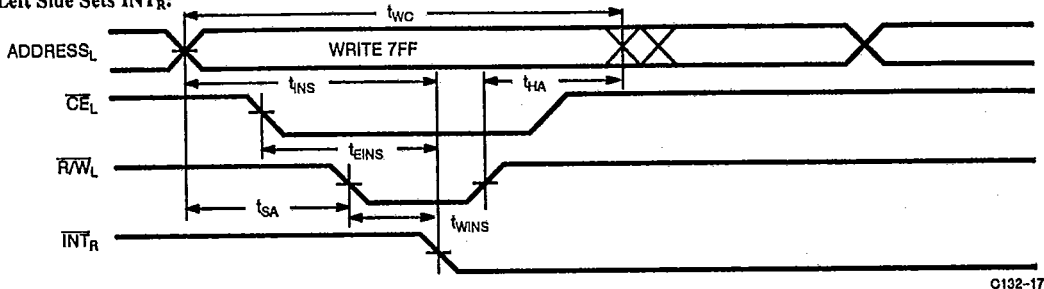 Left Side Sets INTR:
tWC
ADDRESSL
WRITE 7FF
tINS
tHA
CEL
tEINS
R/WL
tSA
tWINS
INTR
C132-17